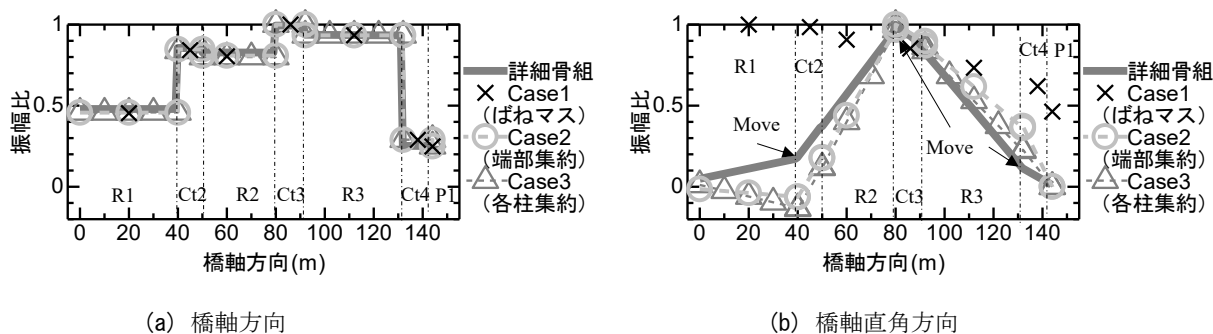 1
0.5
0
振幅比
R1
Ct2
R2
Ct3
R3
Ct4
P1
0 20 40 60 80 100 120 140
橋軸方向(m)
詳細骨組
Case1
(ばねマス)
Case2
(端部集約)
Case3
(各柱集約)
(a) 橋軸方向
1
0.5
0
振幅比
R1
Ct2
Ct4
P1
Move
Move
R2
Ct3
R3
0 20 40 60 80 100 120 140
橋軸方向(m)
詳細骨組
Case1
(ばねマス)
Case2
(端部集約)
Case3
(各柱集約)
(b) 橋軸直角方向